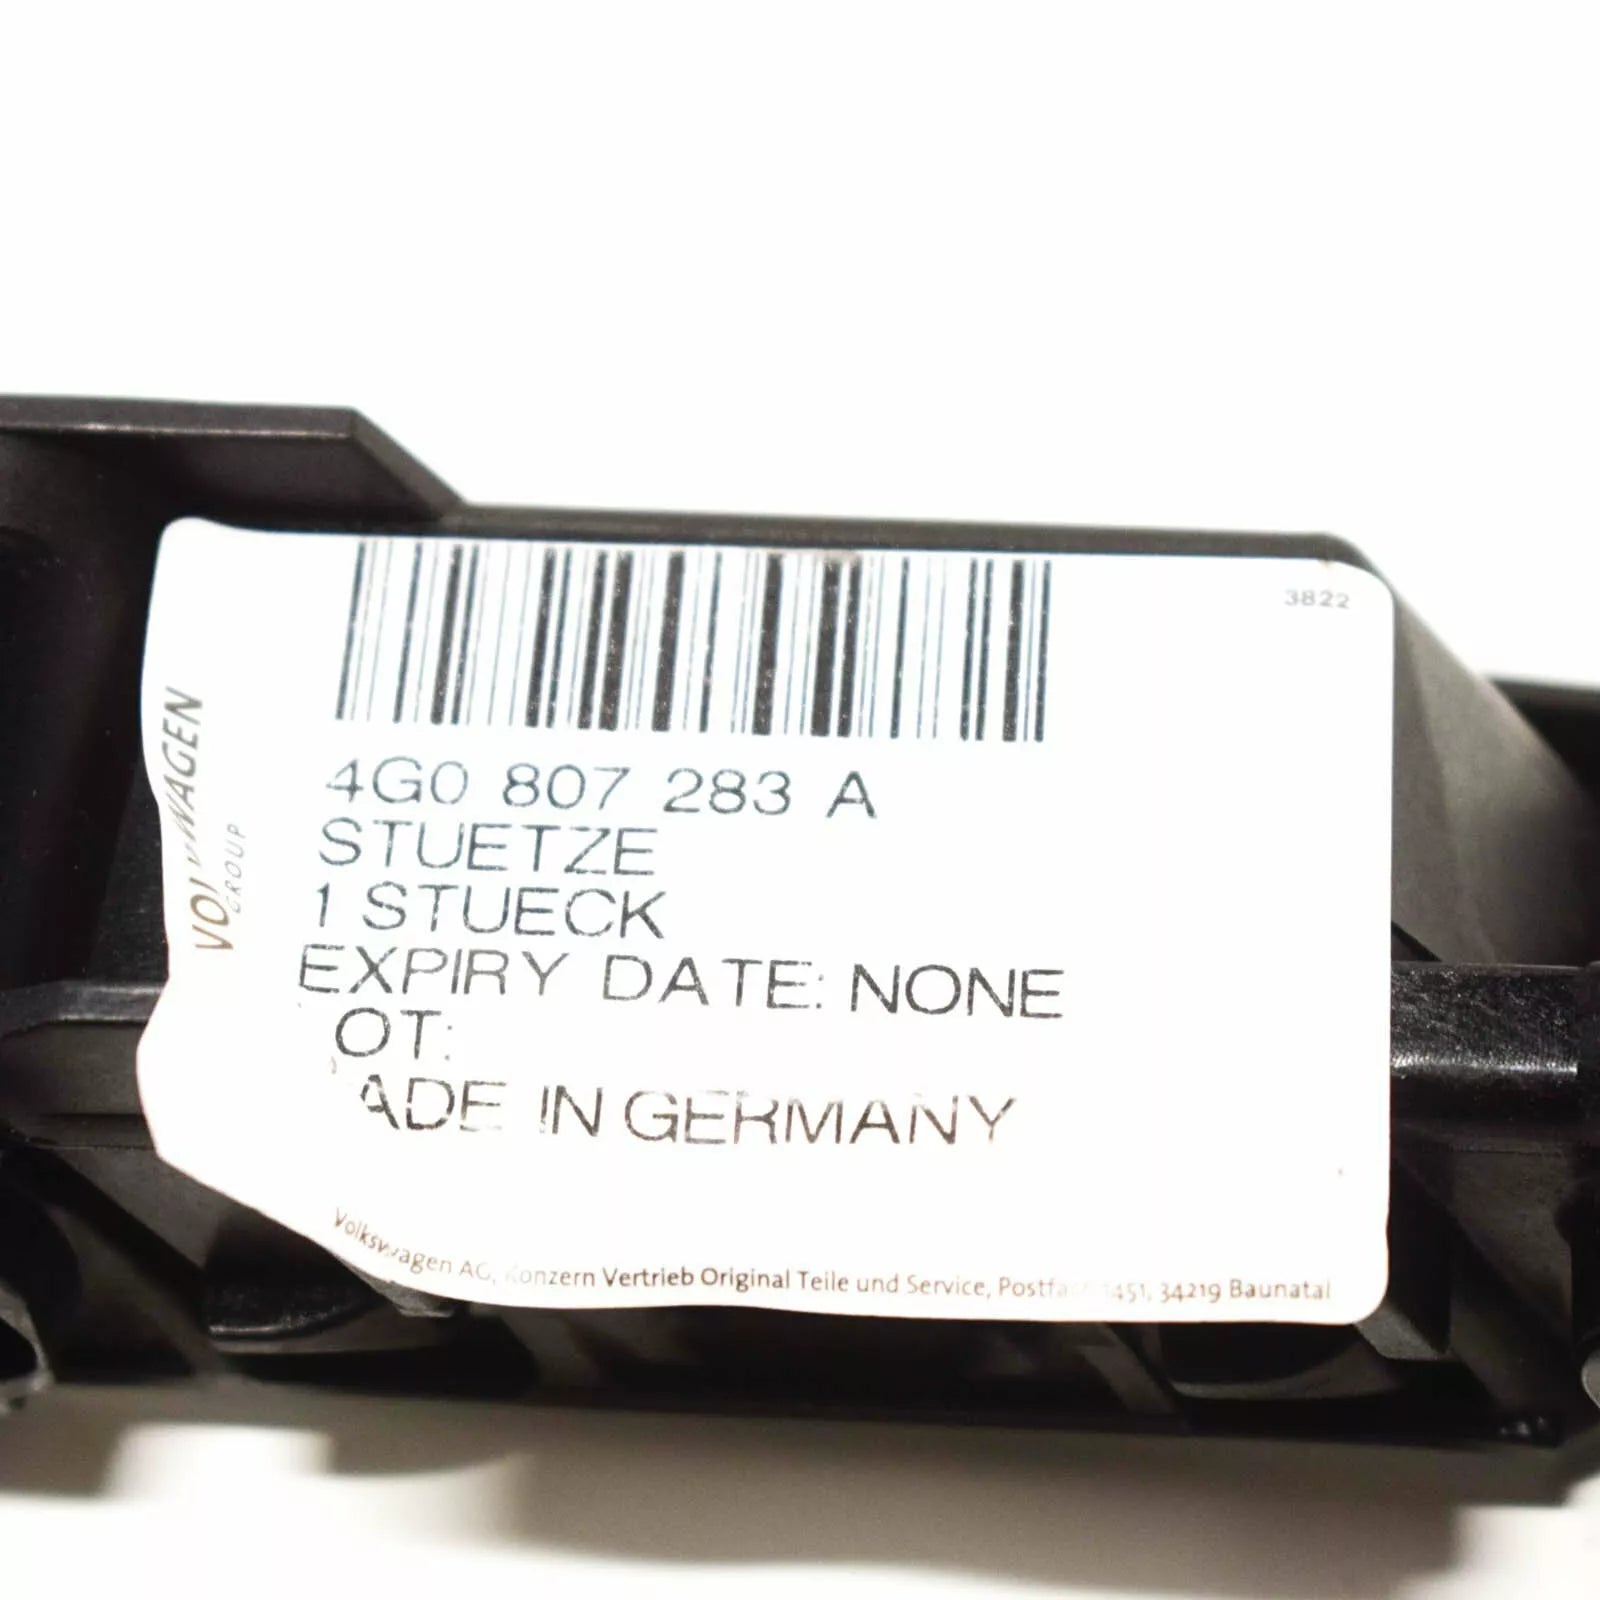 3822
VOLKSWAGEN
GROUP
4G0 807 283 A
STUETZE
1 STUECK
EXPIRY DATE: NONE
OT:
ADE IN GERMANY
Volkswagen AG, Konzern Vertrieb Original Teile und Service, 34219 Baunatal